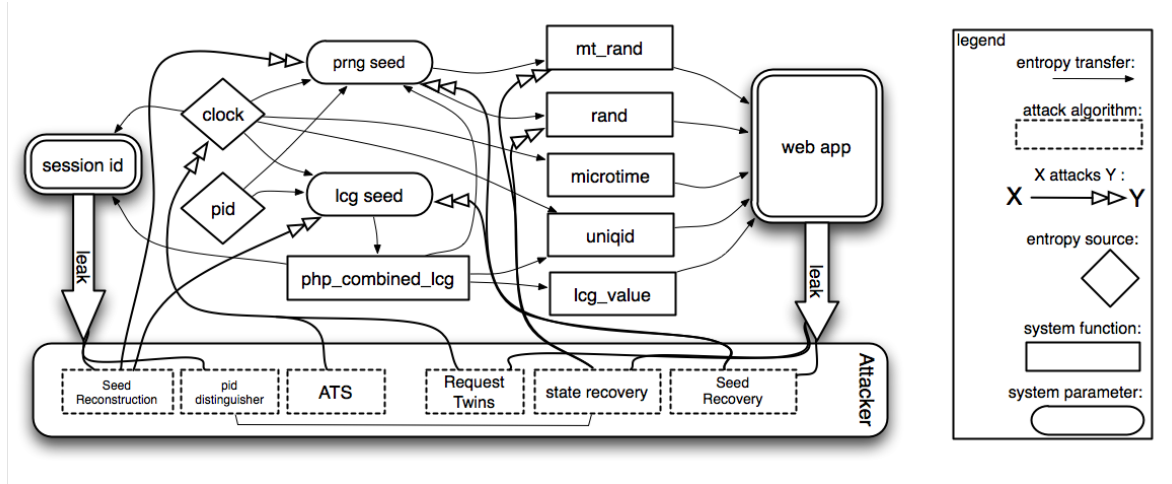 prng seed
mt_rand
clock
rand
web app
session id
microtime
pid
lcg seed
uniqid
php_combined_lcg
lcg_value
leak
leak
Seed
Reconstruction
pid
distinguisher
ATS
Request
Twins
state recovery
Seed
Recovery
Attacker
legend
entropy transfer:
attack algorithm:
X attacks Y :
X Y
entropy source:
system function:
system parameter: